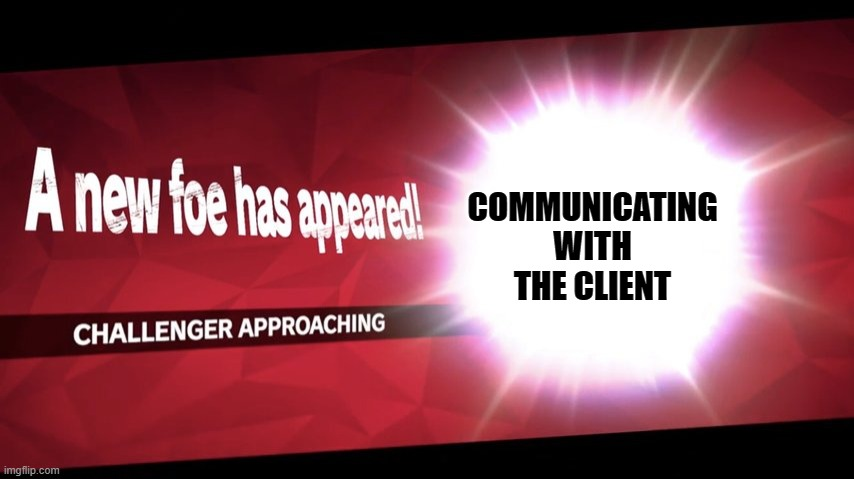 A new foe has appeared!
CHALLENGER APPROACHING
COMMUNICATING
WITH
THE CLIENT
imgflip.com